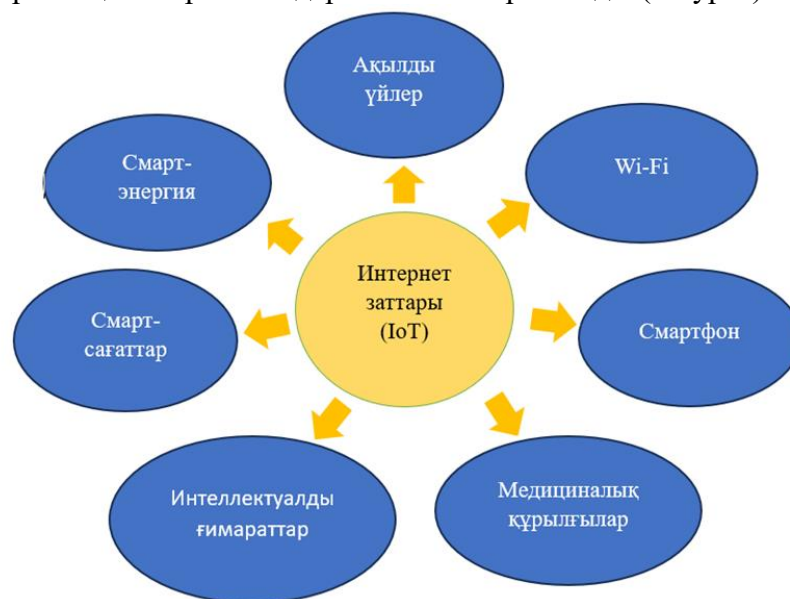 Ақылды
үйлер
Смарт-
энергия
Wi-Fi
Интернет
заттары
(IoT)
Смарт-
сағаттар
Смартфон
Интеллектуалды
ғимараттар
Медициналық
құрылғылар